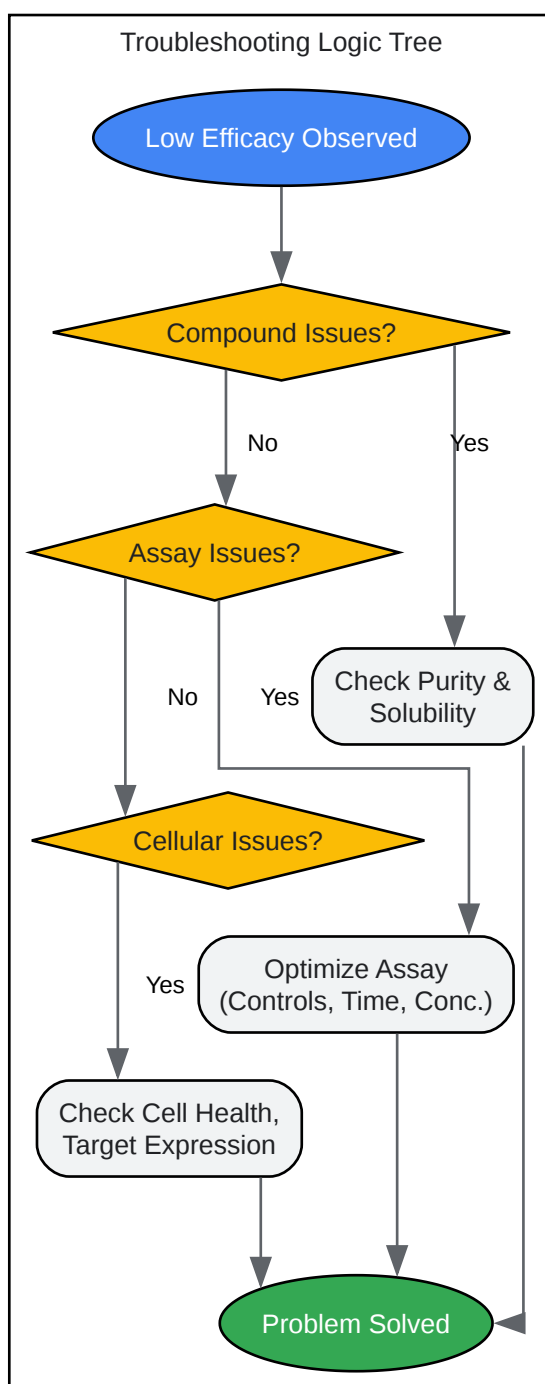 Troubleshooting Logic Tree
Low Efficacy Observed
Compound Issues?
No
Yes
Assay Issues?
No
Yes
Check Purity &
Solubility
Cellular Issues?
Yes
Optimize Assay
(Controls, Time, Conc.)
Check Cell Health,
Target Expression
Problem Solved